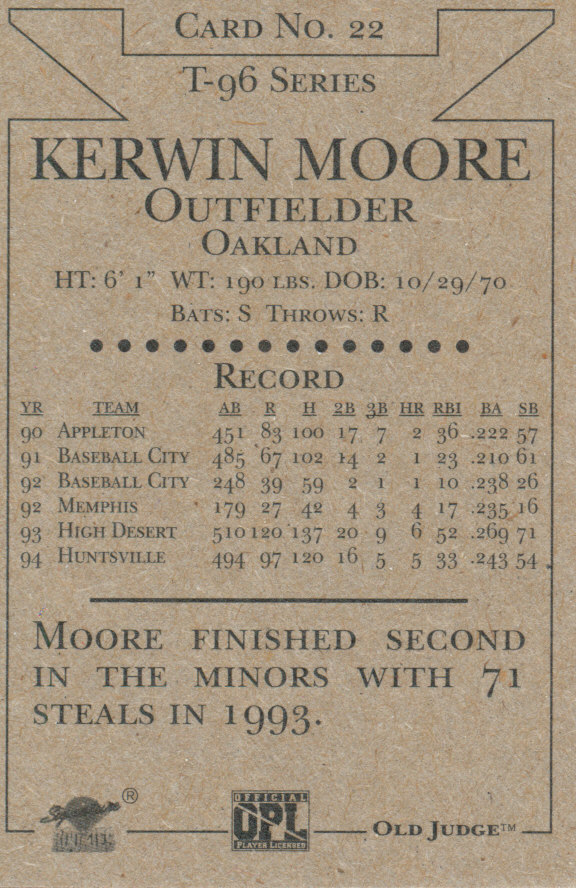 CARD NO. 22
T-96 SERIES
KERWIN MOORE
OUTFIELDER
OAKLAND
HT: 6' 1" WT: 190 LBS. DOB: 10/29/70
BATS: S THROWS: R
RECORD
YR TEAM AB R H 2B 3B HR RBI BA SB
90 APPLETON 451 83 100 17 7 2 36 .222 57
91 BASEBALL CITY 485 67 102 14 2 1 23 .210 61
92 BASEBALL CITY 248 39 59 2 1 1 10 .238 26
92 MEMPHIS 179 27 42 4 3 4 17 .235 16
93 HIGH DESERT 510 120 137 20 9 6 52 .269 71
94 HUNTSVILLE 494 97 120 16 5 5 33 .243 54
MOORE FINISHED SECOND
IN THE MINORS WITH 71
STEALS IN 1993.
®
OFFICIAL
OPL
PLAYER LICENSED
OLD JUDGE™